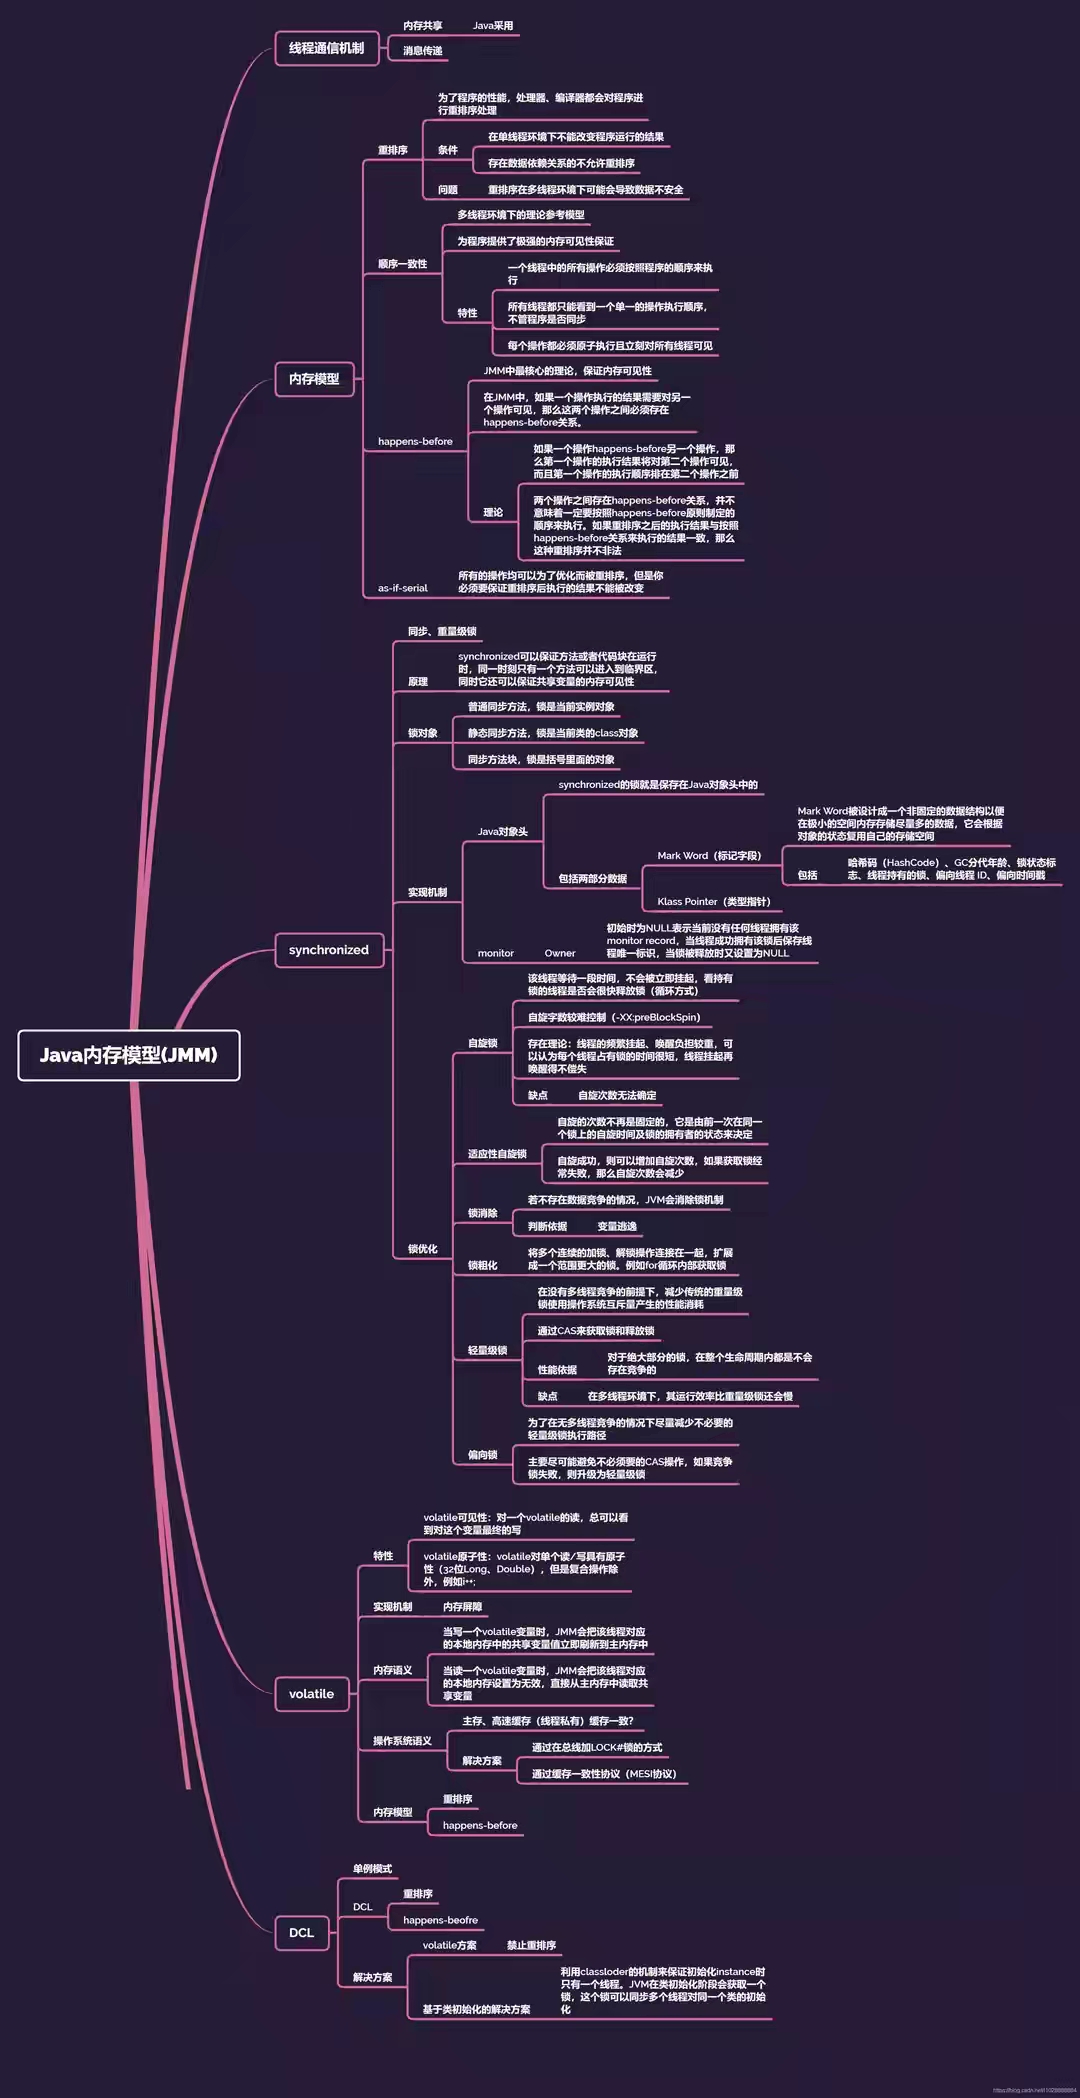 线程通信机制
内存共享
Java采用
消息传递
内存模型
重排序
为了程序的性能，处理器、编译器都会对程序进
行重排序处理
条件
在单线程环境下不能改变程序运行的结果
存在数据依赖关系的不允许重排序
问题
重排序在多线程环境下可能会导致数据不安全
顺序一致性
多线程环境下的理论参考模型
为程序提供了极强的内存可见性保证
特性
一个线程中的所有操作必须按照程序的顺序来执
行
所有线程都只能看到一个单一的操作执行顺序，
不管程序是否同步
每个操作都必须原子执行且立刻对所有线程可见
happens-before
JMM中最核心的理论，保证内存可见性
在JMM中，如果一个操作执行的结果需要对另一
个操作可见，那么这两个操作之间必须存在
happens-before关系。
理论
如果一个操作happens-before另一个操作，那
么第一个操作的执行结果将对第二个操作可见，
而且第一个操作的执行顺序排在第二个操作之前
两个操作之间存在happens-before关系，并不
意味着一定要按照happens-before原则制定的
顺序来执行。如果重排序之后的执行结果与按照
happens-before关系来执行的结果一致，那么
这种重排序并不非法
as-if-serial
所有的操作均可以为了优化而被重排序，但是你
必须要保证重排序后执行的结果不能被改变
synchronized
同步、重量级锁
原理
synchronized可以保证方法或者代码块在运行
时，同一时刻只有一个方法可以进入到临界区，
同时它还可以保证共享变量的内存可见性
锁对象
普通同步方法，锁是当前实例对象
静态同步方法，锁是当前类的class对象
同步方法块，锁是括号里面的对象
实现机制
Java对象头
synchronized的锁就是保存在Java对象头中的
包括两部分数据
Mark Word（标记字段）
Mark Word被设计成一个非固定的数据结构以便
在极小的空间内存存储尽量多的数据，它会根据
对象的状态复用自己的存储空间
包括
哈希码（HashCode）、GC分代年龄、锁状态标
志、线程持有的锁、偏向线程 ID、偏向时间戳
Klass Pointer（类型指针）
monitor
Owner
初始时为NULL表示当前没有任何线程拥有该
monitor record，当线程成功拥有该锁后保存线
程唯一标识，当锁被释放时又设置为NULL
锁优化
自旋锁
该线程等待一段时间，不会被立即挂起，看持有
锁的线程是否会很快释放锁（循环方式）
自旋字数较难控制（-XX:preBlockSpin）
存在理论：线程的频繁挂起、唤醒负担较重，可
以认为每个线程占有锁的时间很短，线程挂起再
唤醒得不偿失
缺点
自旋次数无法确定
适应性自旋锁
自旋的次数不再是固定的，它是由前一次在同一
个锁上的自旋时间及锁的拥有者的状态来决定
自旋成功，则可以增加自旋次数，如果获取锁经
常失败，那么自旋次数会减少
锁消除
若不存在数据竞争的情况，JVM会消除锁机制
判断依据
变量逃逸
锁粗化
将多个连续的加锁、解锁操作连接在一起，扩展
成一个范围更大的锁。例如for循环内部获取锁
轻量级锁
在没有多线程竞争的前提下，减少传统的重量级
锁使用操作系统互斥量产生的性能消耗
通过CAS来获取锁和释放锁
性能依据
对于绝大部分的锁，在整个生命周期内都是不会
存在竞争的
缺点
在多线程环境下，其运行效率比重量级锁还会慢
偏向锁
为了在无多线程竞争的情况下尽量减少不必要的
轻量级锁执行路径
主要尽可能避免不必须要的CAS操作，如果竞争
锁失败，则升级为轻量级锁
Java内存模型(JMM)
volatile
特性
volatile可见性：对一个volatile的读，总可以看
到对这个变量最终的写
volatile原子性：volatile对单个读/写具有原子
性（32位Long、Double），但是复合操作除
外，例如i++;
实现机制
内存屏障
内存语义
当写一个volatile变量时，JMM会把该线程对应
的本地内存中的共享变量值立即刷新到主内存中
当读一个volatile变量时，JMM会把该线程对应
的本地内存设置为无效，直接从主内存中读取共
享变量
操作系统语义
主存、高速缓存（线程私有）缓存一致？
解决方案
通过在总线加LOCK#锁的方式
通过缓存一致性协议（MESI协议）
内存模型
重排序
happens-before
DCL
单例模式
DCL
重排序
happens-beofre
解决方案
volatile方案
禁止重排序
基于类初始化的解决方案
利用classloder的机制来保证初始化instance时
只有一个线程。JVM在类初始化阶段会获取一个
锁，这个锁可以同步多个线程对同一个类的初始
化